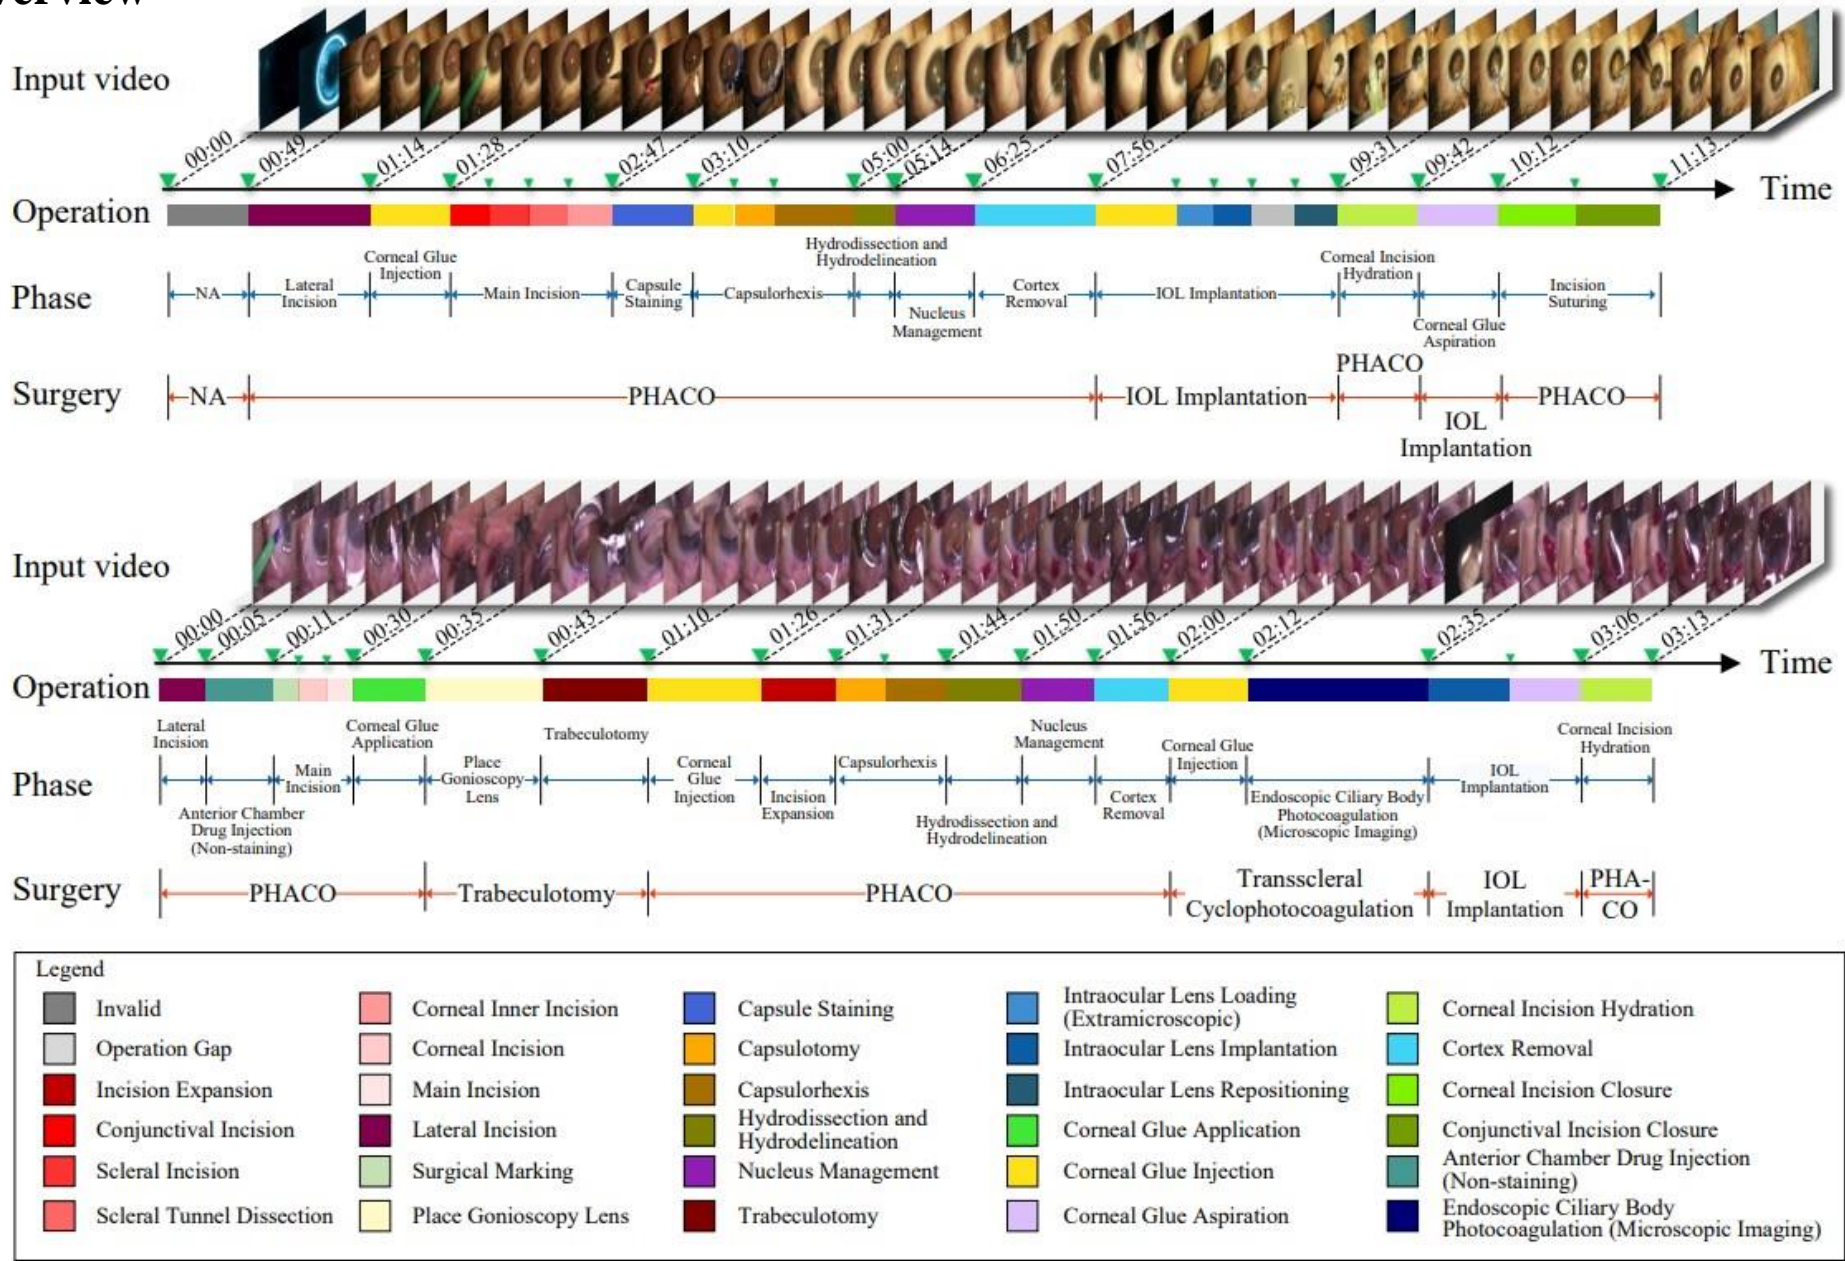 Input video
00:00 00:49 01:14 01:28 02:47 03:10 05:00 05:14 06:25 07:56 09:31 09:42 10:12 11:13
Time
Operation
Phase
NA
Lateral
Incision
Corneal Glue
Injection
Main Incision
Capsule
Staining
Capsulorhexis
Hydrodissection and
Hydrodelineation
Nucleus
Management
Cortex
Removal
IOL Implantation
Corneal Incision
Hydration
Corneal Glue
Aspiration
Incision
Suturing
Surgery
NA
PHACO
IOL Implantation
PHACO
IOL
Implantation
PHACO
Input video
00:00 00:05 00:11 00:30 00:35 00:43 01:10 01:26 01:31 01:44 01:50 01:56 02:00 02:12 02:35 03:06 03:13
Time
Operation
Phase
Lateral
Incision
Anterior Chamber
Drug Injection
(Non-staining)
Main
Incision
Corneal Glue
Application
Place
Gonioscopy
Lens
Trabeculotomy
Corneal
Glue
Injection
Incision
Expansion
Capsulorhexis
Hydrodissection and
Hydrodelineation
Nucleus
Management
Cortex
Removal
Corneal Glue
Injection
Endoscopic Ciliary Body
Photocoagulation
(Microscopic Imaging)
IOL
Implantation
Corneal Incision
Hydration
Surgery
PHACO
Trabeculotomy
PHACO
Transscleral
Cyclophotocoagulation
IOL
Implantation
PHA-
CO
Legend
Invalid
Operation Gap
Incision Expansion
Conjunctival Incision
Scleral Incision
Scleral Tunnel Dissection
Corneal Inner Incision
Corneal Incision
Main Incision
Lateral Incision
Surgical Marking
Place Gonioscopy Lens
Capsule Staining
Capsulotomy
Capsulorhexis
Hydrodissection and
Hydrodelineation
Nucleus Management
Trabeculotomy
Intraocular Lens Loading
(Extramicroscopic)
Intraocular Lens Implantation
Intraocular Lens Repositioning
Corneal Glue Application
Corneal Glue Injection
Corneal Glue Aspiration
Corneal Incision Hydration
Cortex Removal
Corneal Incision Closure
Conjunctival Incision Closure
Anterior Chamber Drug Injection
(Non-staining)
Endoscopic Ciliary Body
Photocoagulation (Microscopic Imaging)